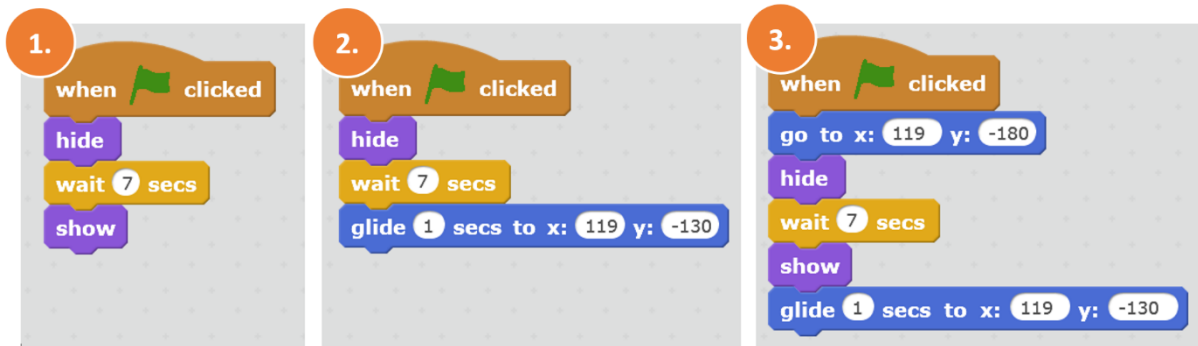 1.
when clicked
hide
wait 7 secs
show
2.
when clicked
hide
wait 7 secs
glide 1 secs to x: 119 y: -130
3.
when clicked
go to x: 119 y: -180
hide
wait 7 secs
show
glide 1 secs to x: 119 y: -130